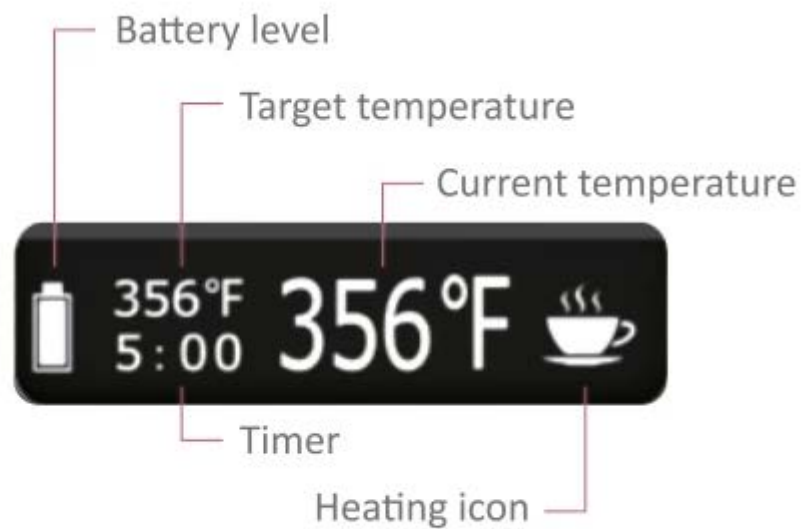 Battery level
Target temperature
Current temperature
356°F
5:00
356°F
Timer
Heating icon